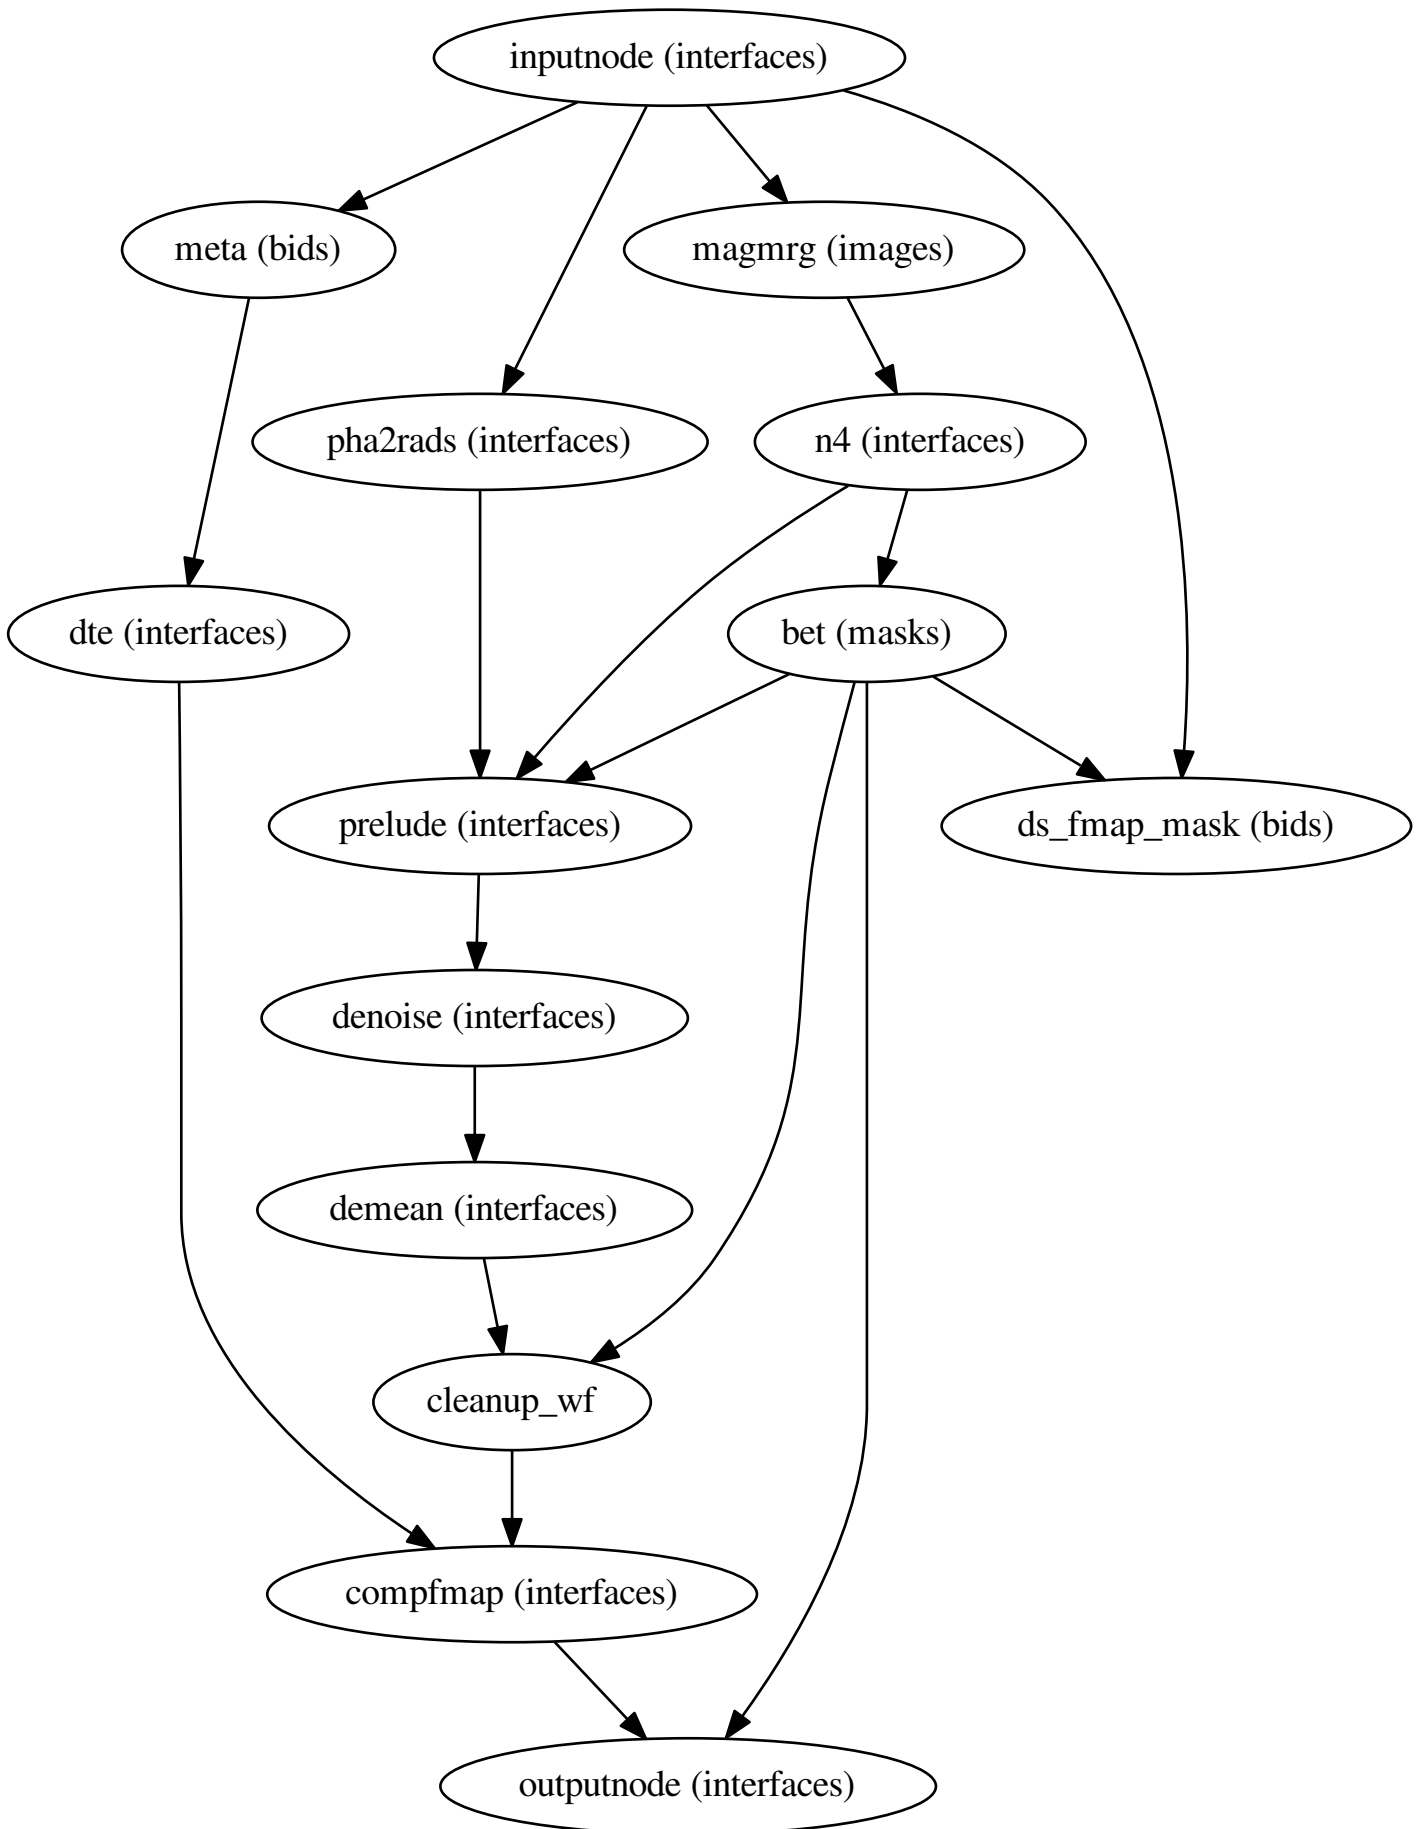 inputnode (interfaces)
meta (bids)
magmrg (images)
pha2rads (interfaces)
n4 (interfaces)
dte (interfaces)
bet (masks)
prelude (interfaces)
ds_fmap_mask (bids)
denoise (interfaces)
demean (interfaces)
cleanup_wf
compfmap (interfaces)
outputnode (interfaces)